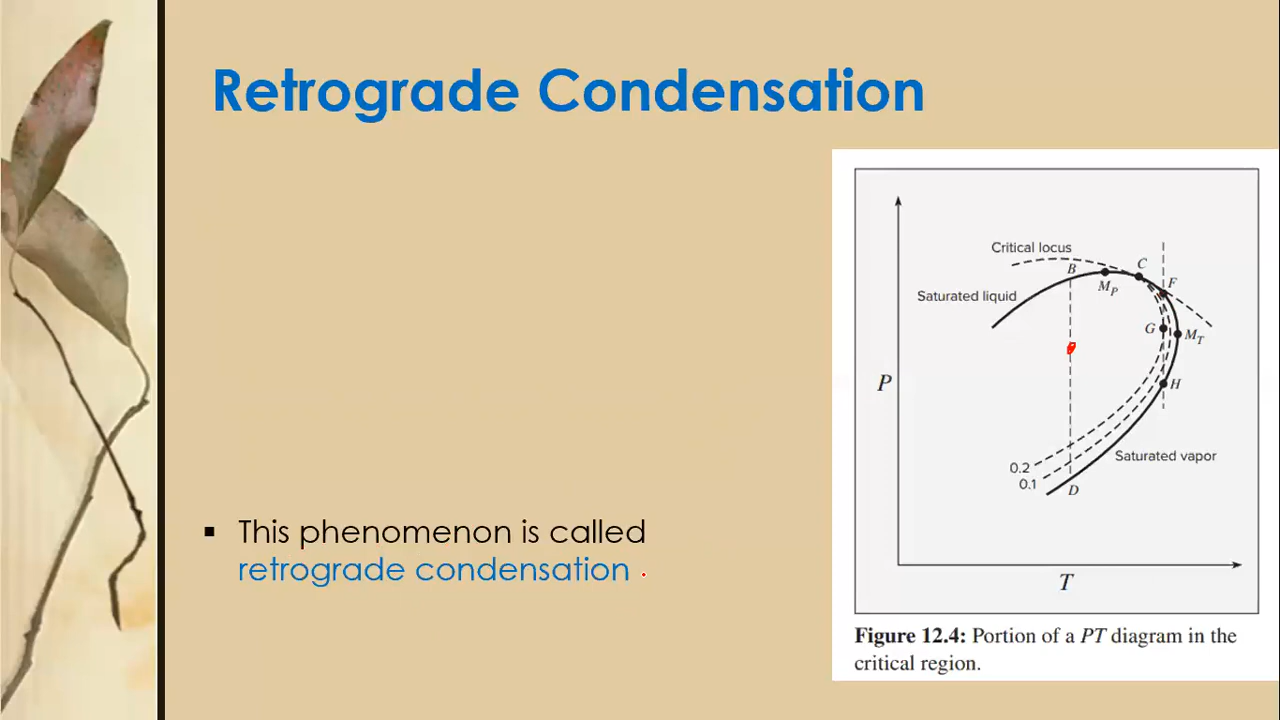 Retrograde Condensation
▪ This phenomenon is called
retrograde condensation .
Critical locus
B
C
F
M_P
Saturated liquid
G
M_T
P
H
Saturated vapor
0.2
0.1
D
T
Figure 12.4: Portion of a PT diagram in the
critical region.